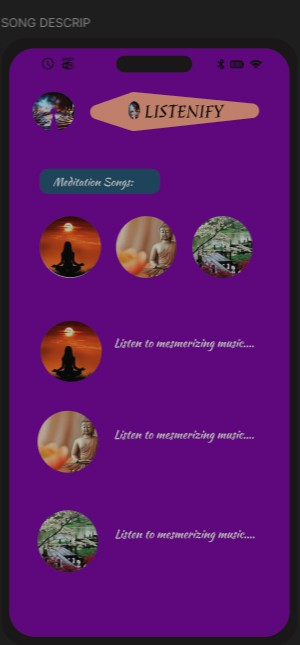 SONG DESCRIP
LISTENIFY
Meditation Songs:
Listen to mesmerizing music....
Listen to mesmerizing music....
Listen to mesmerizing music....